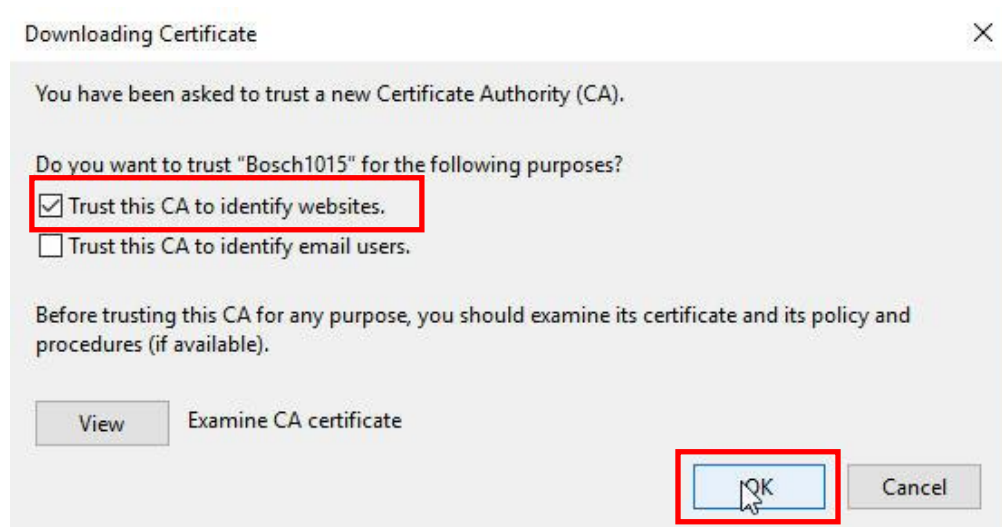 Downloading Certificate
You have been asked to trust a new Certificate Authority (CA).
Do you want to trust “Bosch1015” for the following purposes?
Trust this CA to identify websites.
Trust this CA to identify email users.
Before trusting this CA for any purpose, you should examine its certificate and its policy and
procedures (if available).
View Examine CA certificate
OK Cancel